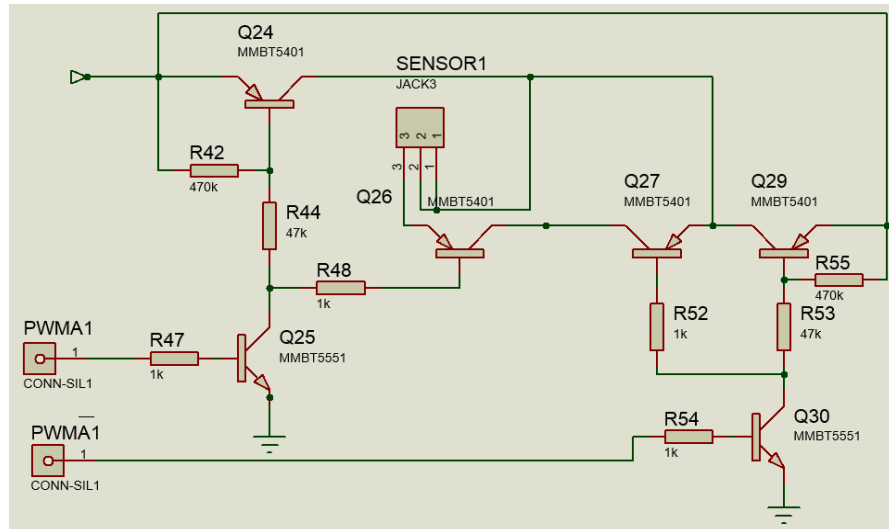 Q24
MMBT5401
SENSOR1
JACK3
3 2 1
3 2 1
R42
470k
Q26
MMBT5401
Q27
MMBT5401
Q29
MMBT5401
R44
47k
R48
1k
R55
470k
R52
1k
R53
47k
PWMA1
1
CONN-SIL1
R47
1k
Q25
MMBT5551
PWMA̅1
1
CONN-SIL1
R54
1k
Q30
MMBT5551